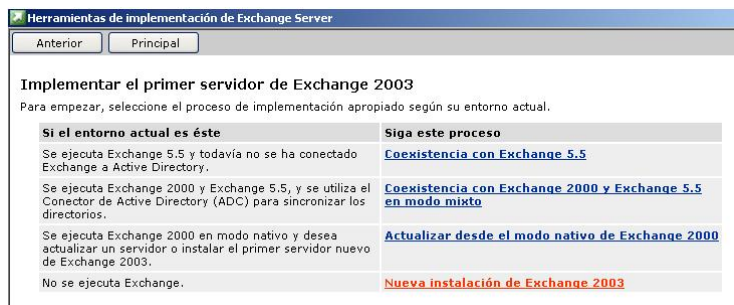 Herramientas de implementación de Exchange Server
Anterior Principal
Implementar el primer servidor de Exchange 2003
Para empezar, seleccione el proceso de implementación apropiado según su entorno actual.
Si el entorno actual es éste Siga este proceso
Se ejecuta Exchange 5.5 y todavía no se ha conectado Coexistencia con Exchange 5.5
Exchange a Active Directory.
Se ejecuta Exchange 2000 y Exchange 5.5, y se utiliza el Coexistencia con Exchange 2000 y Exchange 5.5
Conector de Active Directory (ADC) para sincronizar los en modo mixto
directorios.
Se ejecuta Exchange 2000 en modo nativo y desea Actualizar desde el modo nativo de Exchange 2000
actualizar un servidor o instalar el primer servidor nuevo
de Exchange 2003.
No se ejecuta Exchange. Nueva instalación de Exchange 2003